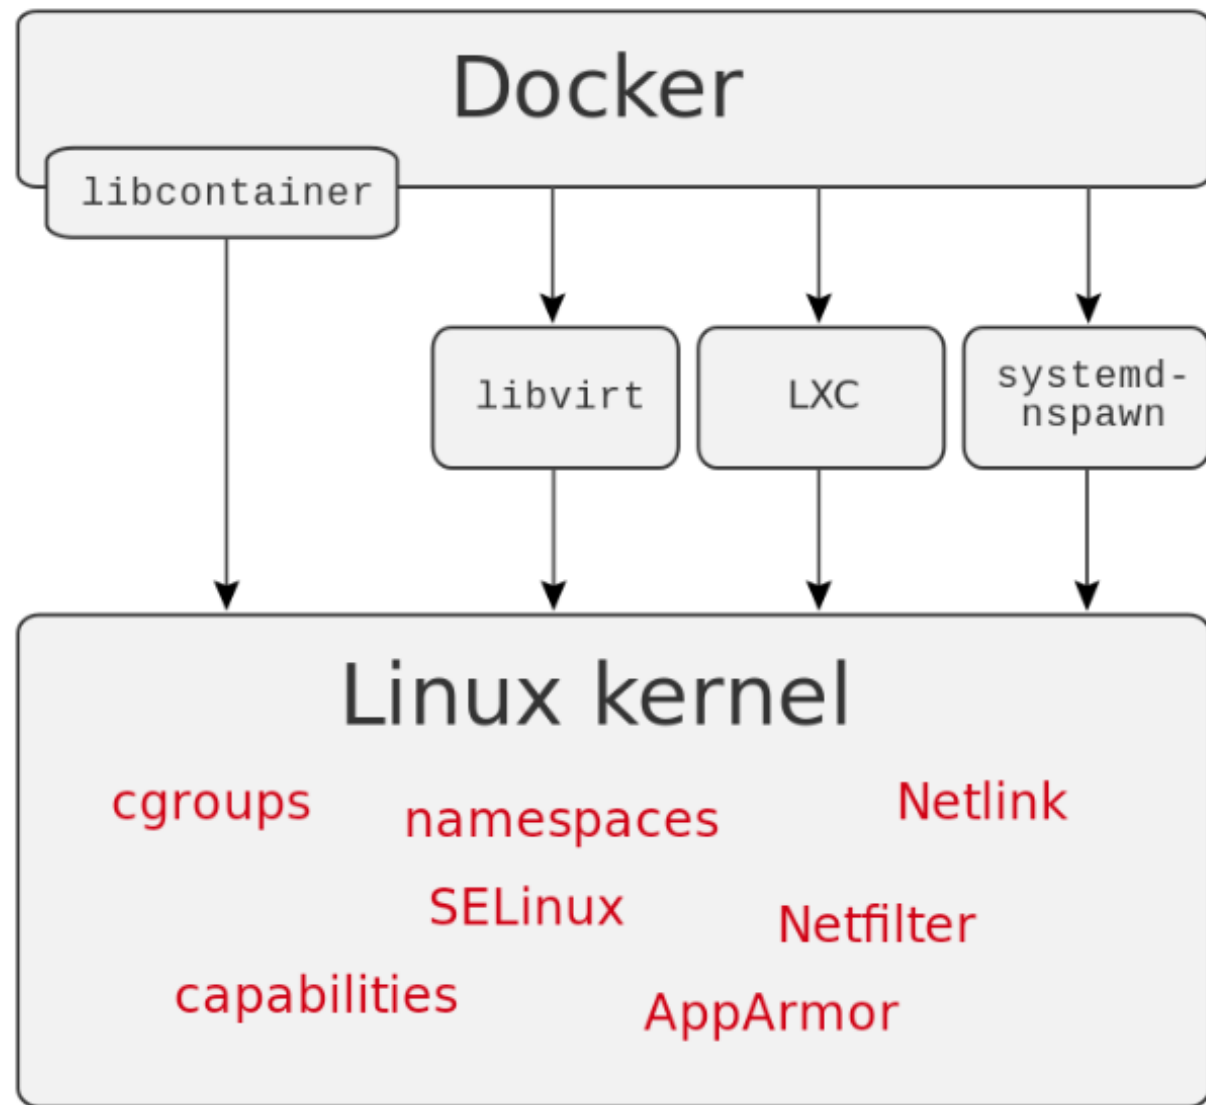 Docker
libcontainer
libvirt
LXC
systemd-
nspawn
Linux kernel
cgroups
namespaces
Netlink
SELinux
Netfilter
capabilities
AppArmor